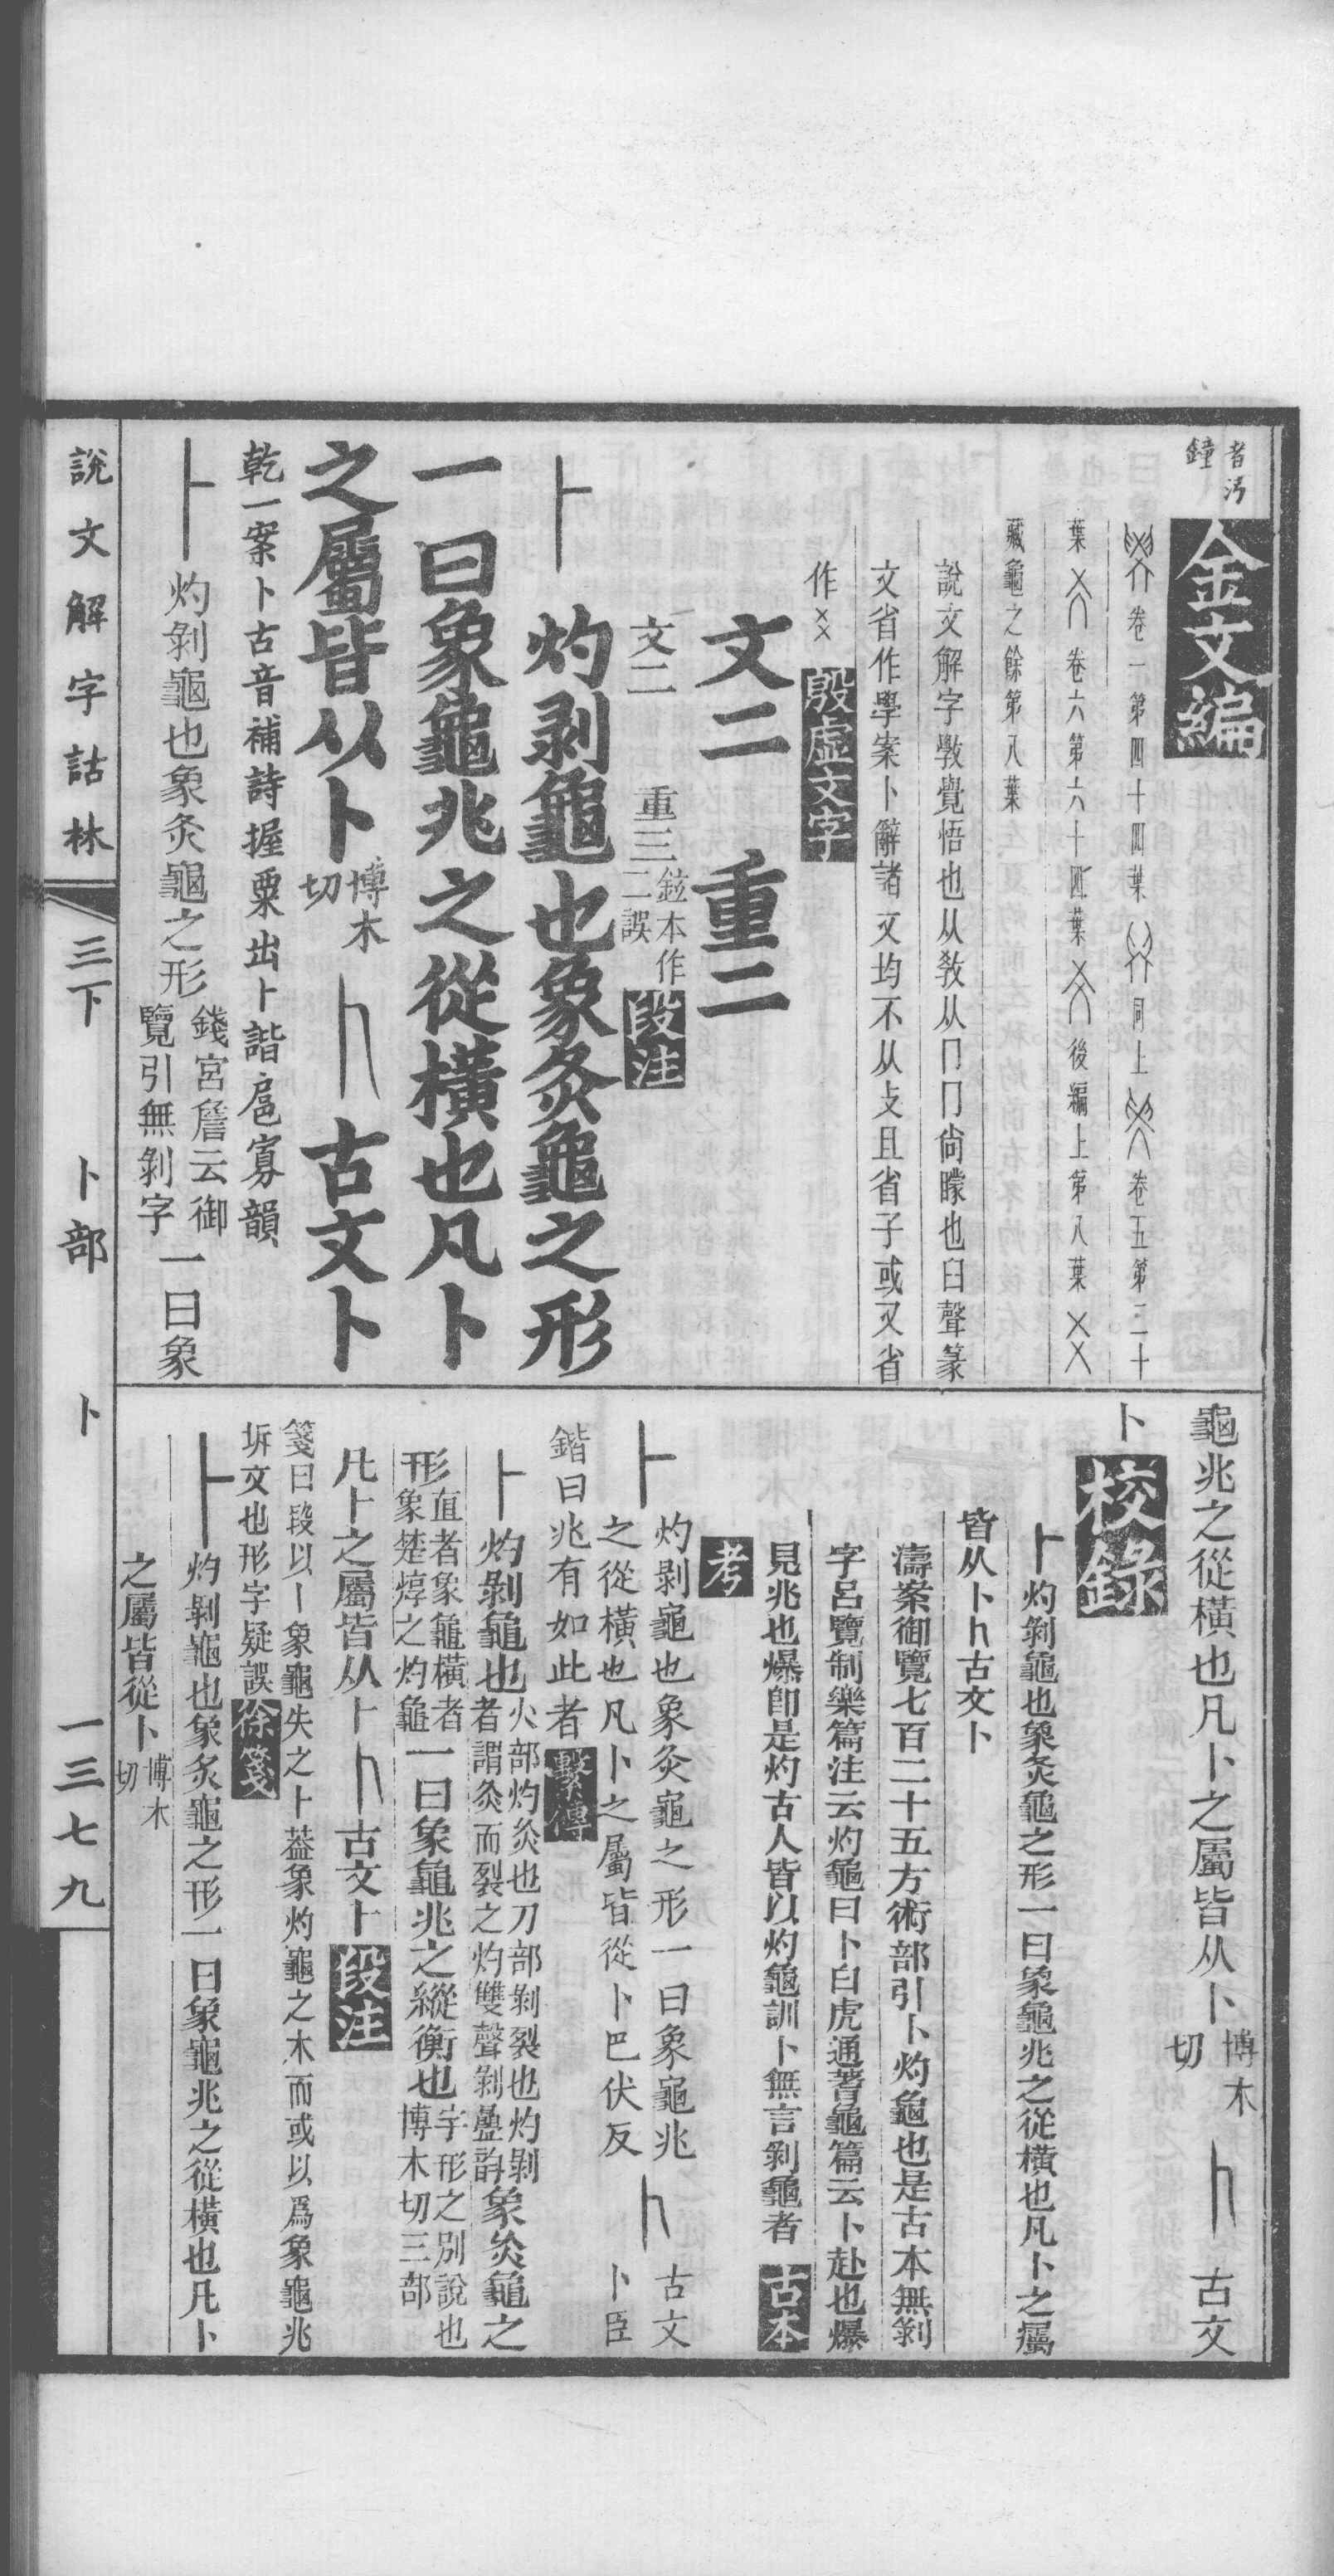 者汈
鐘
金文編
卷一第四十四葉 同上 卷五第二十
葉 卷六第六十四葉 後編上第八葉
藏龜之餘第八葉
說文解字斆覺悟也从敎从冂冂尙矇也𦥑聲篆
文省作學案卜辭諸文均不从攴且省子或又省
作
殷虛文字
文二 重二
文二 重三
鉉本作
二誤
段注
卜 灼剥龜也象灸龜之形
一曰象龜兆之從橫也凡卜
之屬皆从卜 博木
切 古文卜
乾一案卜古音補詩握粟出卜諧扈寡韻
卜 灼剝龜也象灸龜之形 錢宮詹云御
覽引無剝字 一曰象
龜兆之從橫也凡卜之屬皆从卜 博木
切 古文
卜 校錄
卜灼剝龜也象灸龜之形一曰象龜兆之從橫也凡卜之屬
皆从卜 古文卜
濤案御覽七百二十五方術部引卜灼龜也是古本無剝
字呂覽制樂篇注云灼龜曰卜白虎通蓍龜篇云卜赴也爆
見兆也爆卽是灼古人皆以灼龜訓卜無言剝龜者 古本
考
卜 灼剝龜也象灸龜之形一曰象龜兆
之從橫也凡卜之屬皆從卜巴伏反 古文
卜臣
鍇曰兆有如此者 繫傳
卜 灼剝龜也 火部灼灸也刀部剝裂也灼剝
者謂灸而裂之灼雙聲剝曡韵 象灸龜之
形 直者象龜橫者
象楚焞之灼龜 一曰象龜兆之縱衡也 字形之別說也
博木切三部
凡卜之屬皆从卜 古文卜 段注
箋曰段以丨象龜失之卜葢象灼龜之木而或以爲象龜兆
坼文也形字疑誤 徐箋
卜 灼剝龜也象炙龜之形一曰象龜兆之從橫也凡卜
之屬皆從卜 博木
切
說文解字詁林 三下 卜部 卜 一三七九